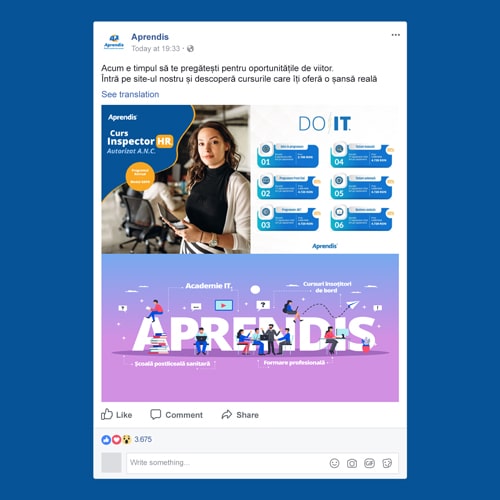 Aprendis
Today at 19:33
Acum e timpul să te pregătești pentru oportunitățile de viitor.
Întră pe site-ul nostru și descoperă cursurile care îți oferă o șansă reală
See translation
Aprendis
Curs
Inspector HR
Autorizat A.N.C.
DO IT.
01
02
03
04
05
06
Aprendis
Academie IT
Cursuri însoțitori
de bord
APRENDIS
Școală postliceală sanitară
Formare profesională
Like
Comment
Share
3.675
Write something...
GIF